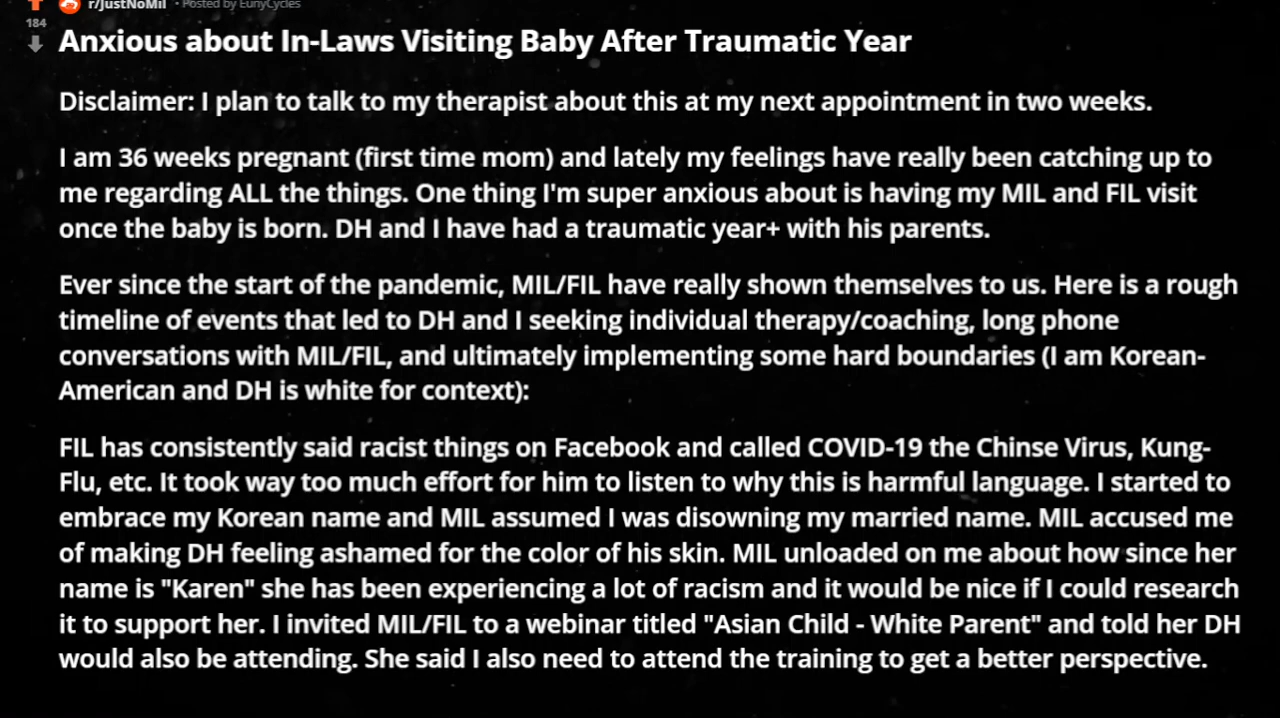 r/JustNoMil • Posted by EunyCycles
184
Anxious about In-Laws Visiting Baby After Traumatic Year
Disclaimer: I plan to talk to my therapist about this at my next appointment in two weeks.
I am 36 weeks pregnant (first time mom) and lately my feelings have really been catching up to
me regarding ALL the things. One thing I'm super anxious about is having my MIL and FIL visit
once the baby is born. DH and I have had a traumatic year+ with his parents.
Ever since the start of the pandemic, MIL/FIL have really shown themselves to us. Here is a rough
timeline of events that led to DH and I seeking individual therapy/coaching, long phone
conversations with MIL/FIL, and ultimately implementing some hard boundaries (I am Korean-
American and DH is white for context):
FIL has consistently said racist things on Facebook and called COVID-19 the Chinse Virus, Kung-
Flu, etc. It took way too much effort for him to listen to why this is harmful language. I started to
embrace my Korean name and MIL assumed I was disowning my married name. MIL accused me
of making DH feeling ashamed for the color of his skin. MIL unloaded on me about how since her
name is "Karen" she has been experiencing a lot of racism and it would be nice if I could research
it to support her. I invited MIL/FIL to a webinar titled "Asian Child - White Parent" and told her DH
would also be attending. She said I also need to attend the training to get a better perspective.